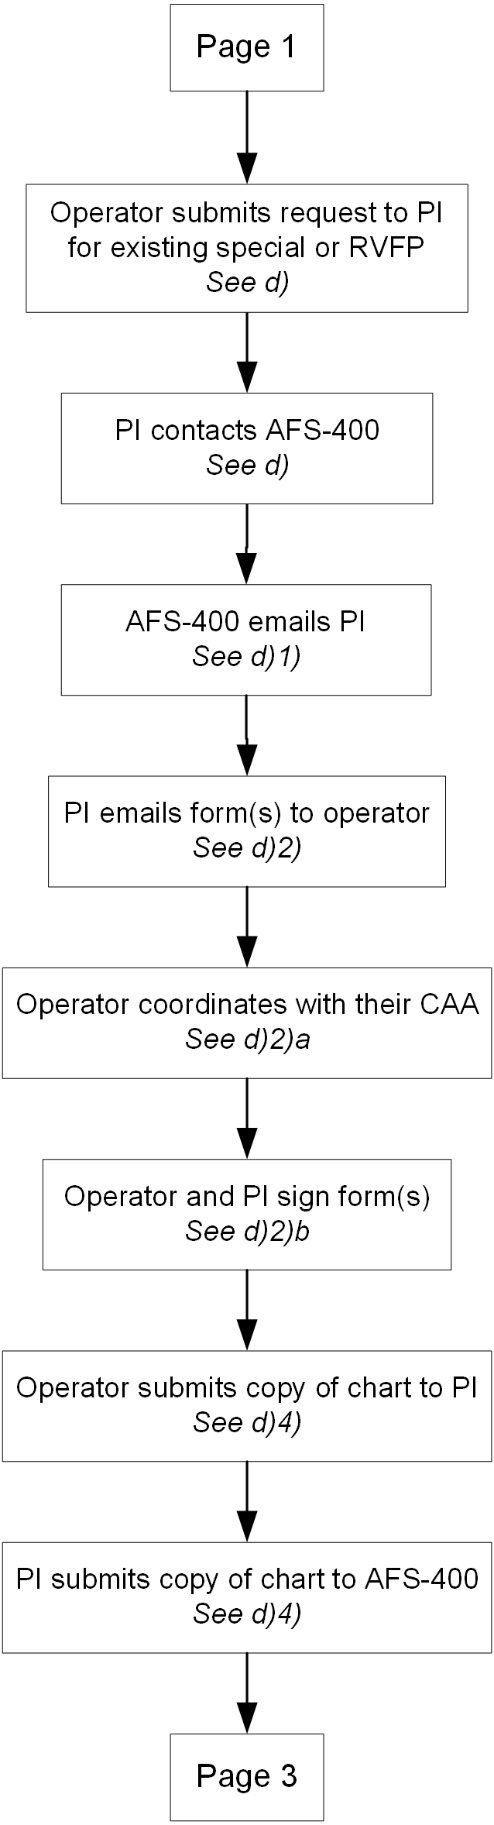 Page 1
Operator submits request to PI
for existing special or RVFP
See d)
PI contacts AFS-400
See d)
AFS-400 emails PI
See d)1)
PI emails form(s) to operator
See d)2)
Operator coordinates with their CAA
See d)2)a
Operator and PI sign form(s)
See d)2)b
Operator submits copy of chart to PI
See d)4)
PI submits copy of chart to AFS-400
See d)4)
Page 3